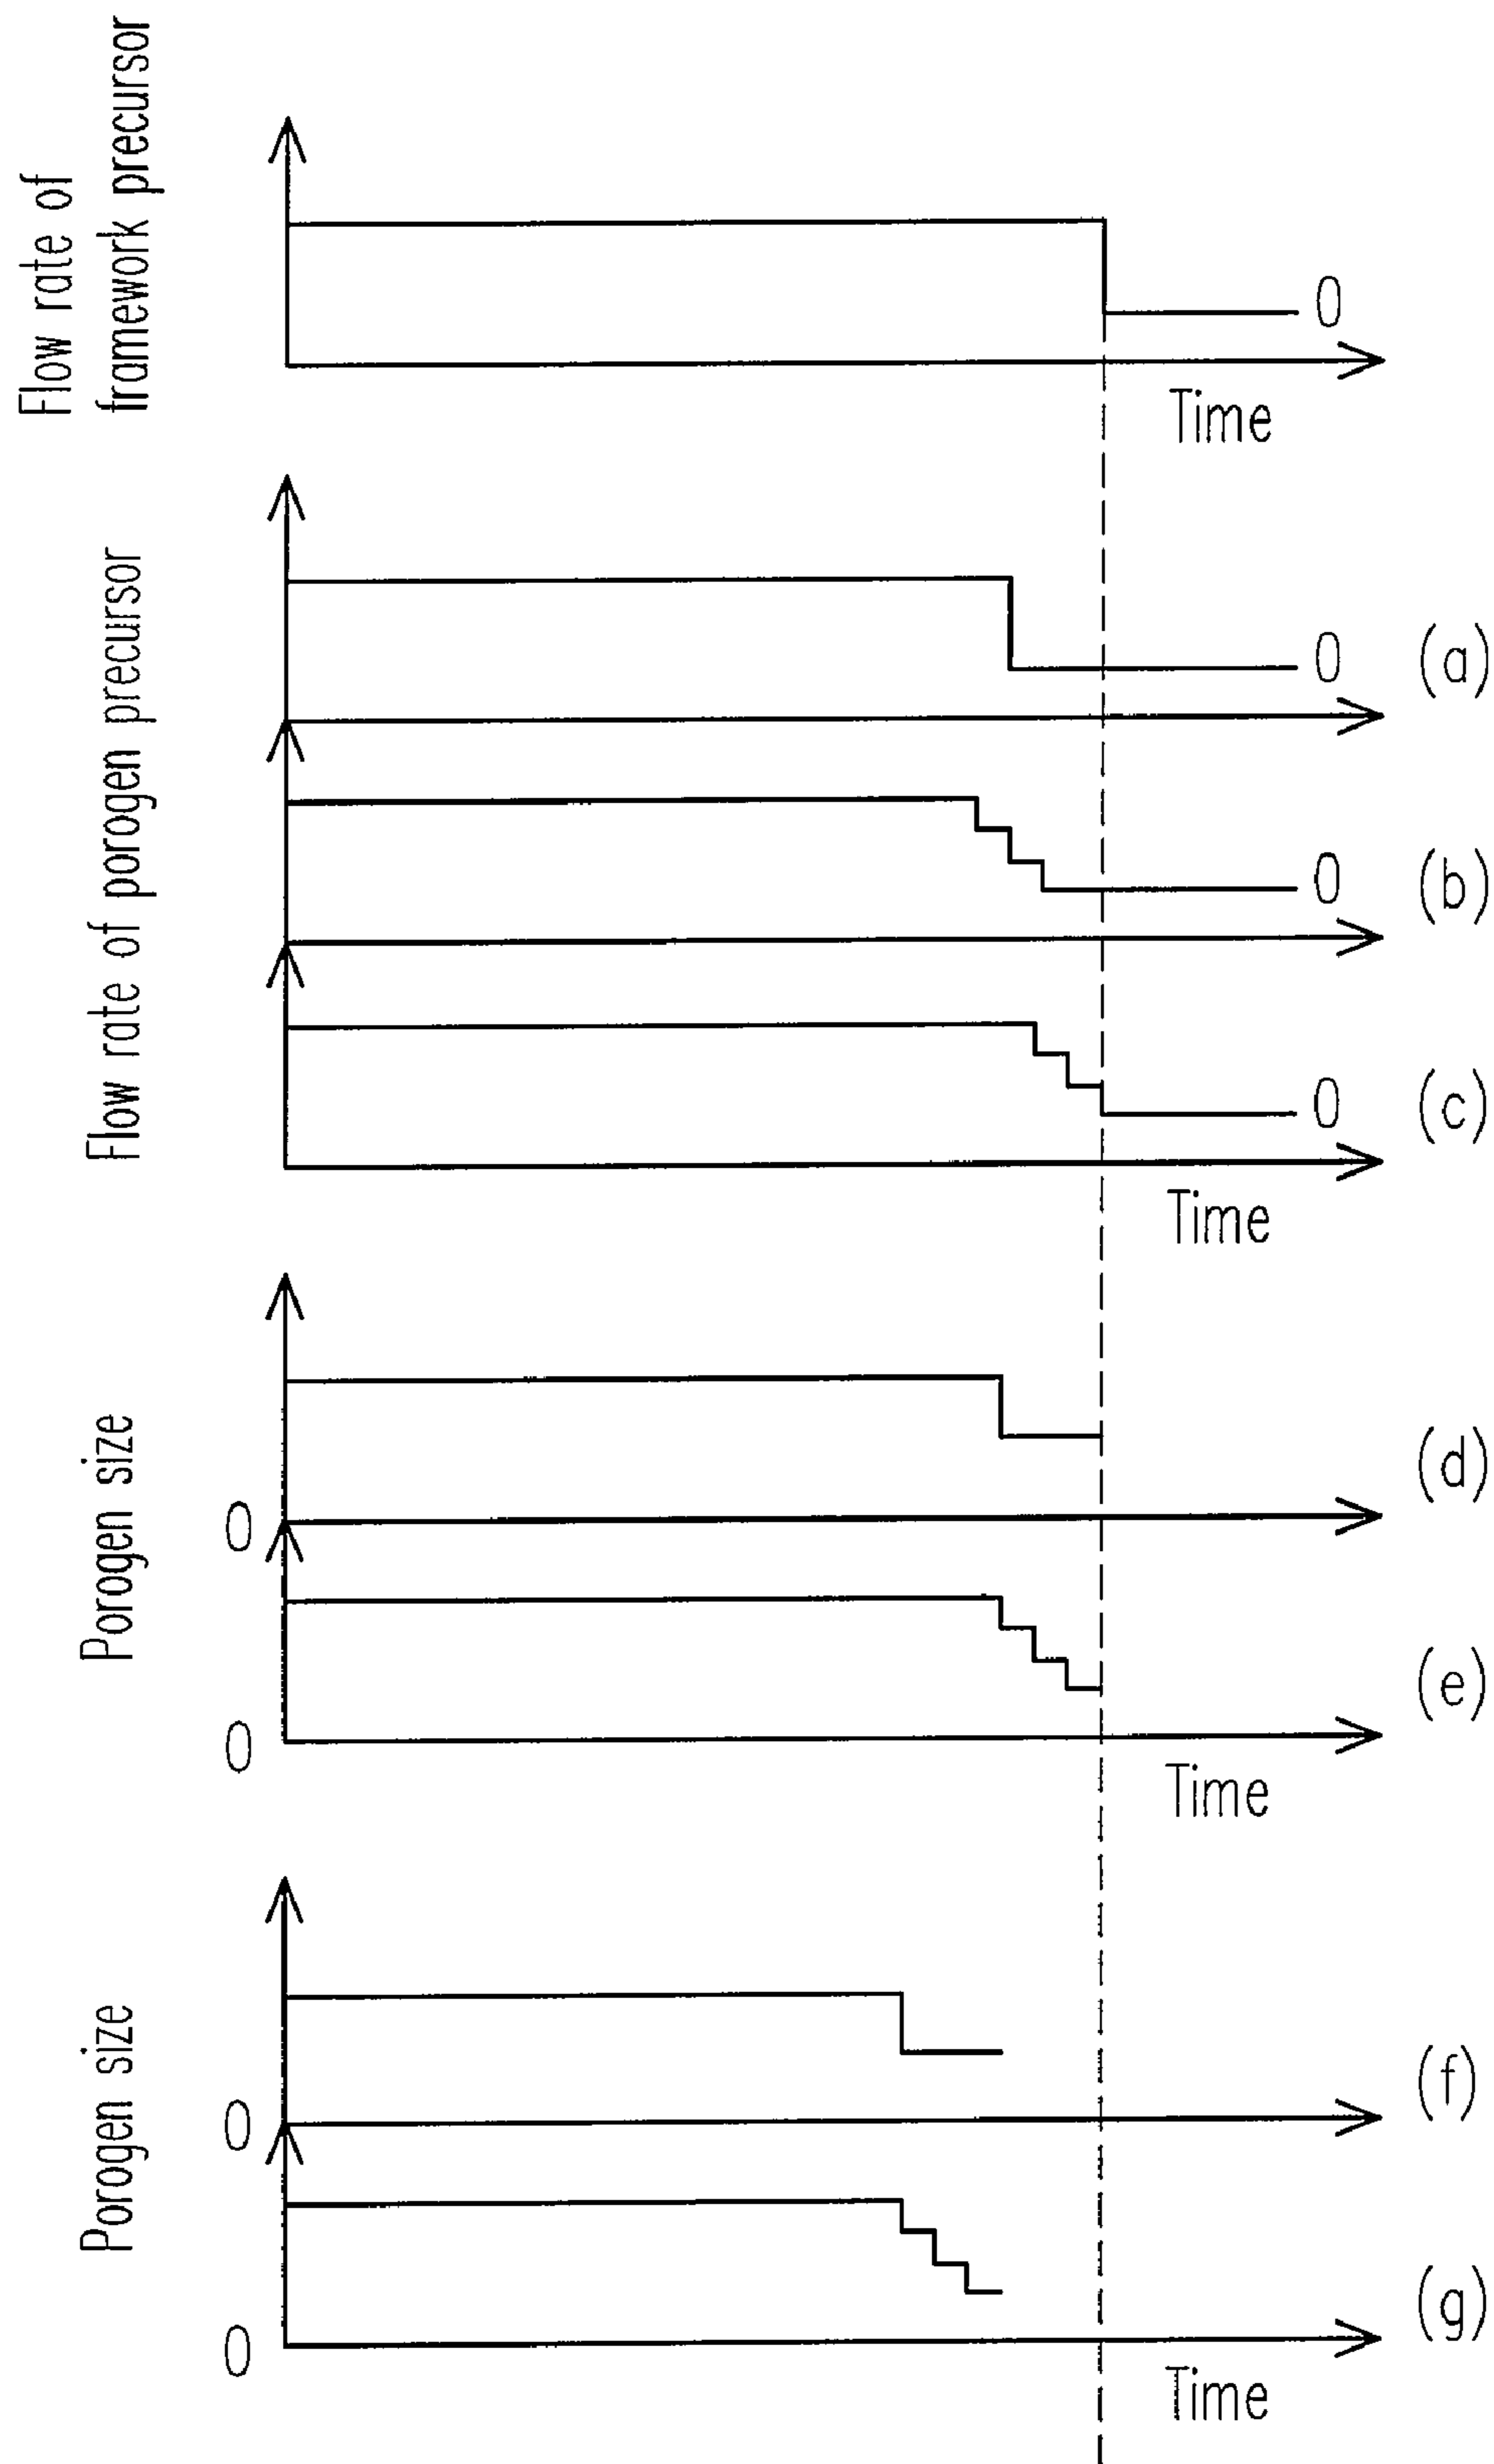 Flow rate of
framework precursor
0
Time
Flow rate of porogen precursor
0
(a)
0
(b)
0
(c)
Time
Porogen size
(d)
0
(e)
0
Time
Porogen size
(f)
0
(g)
0
Time